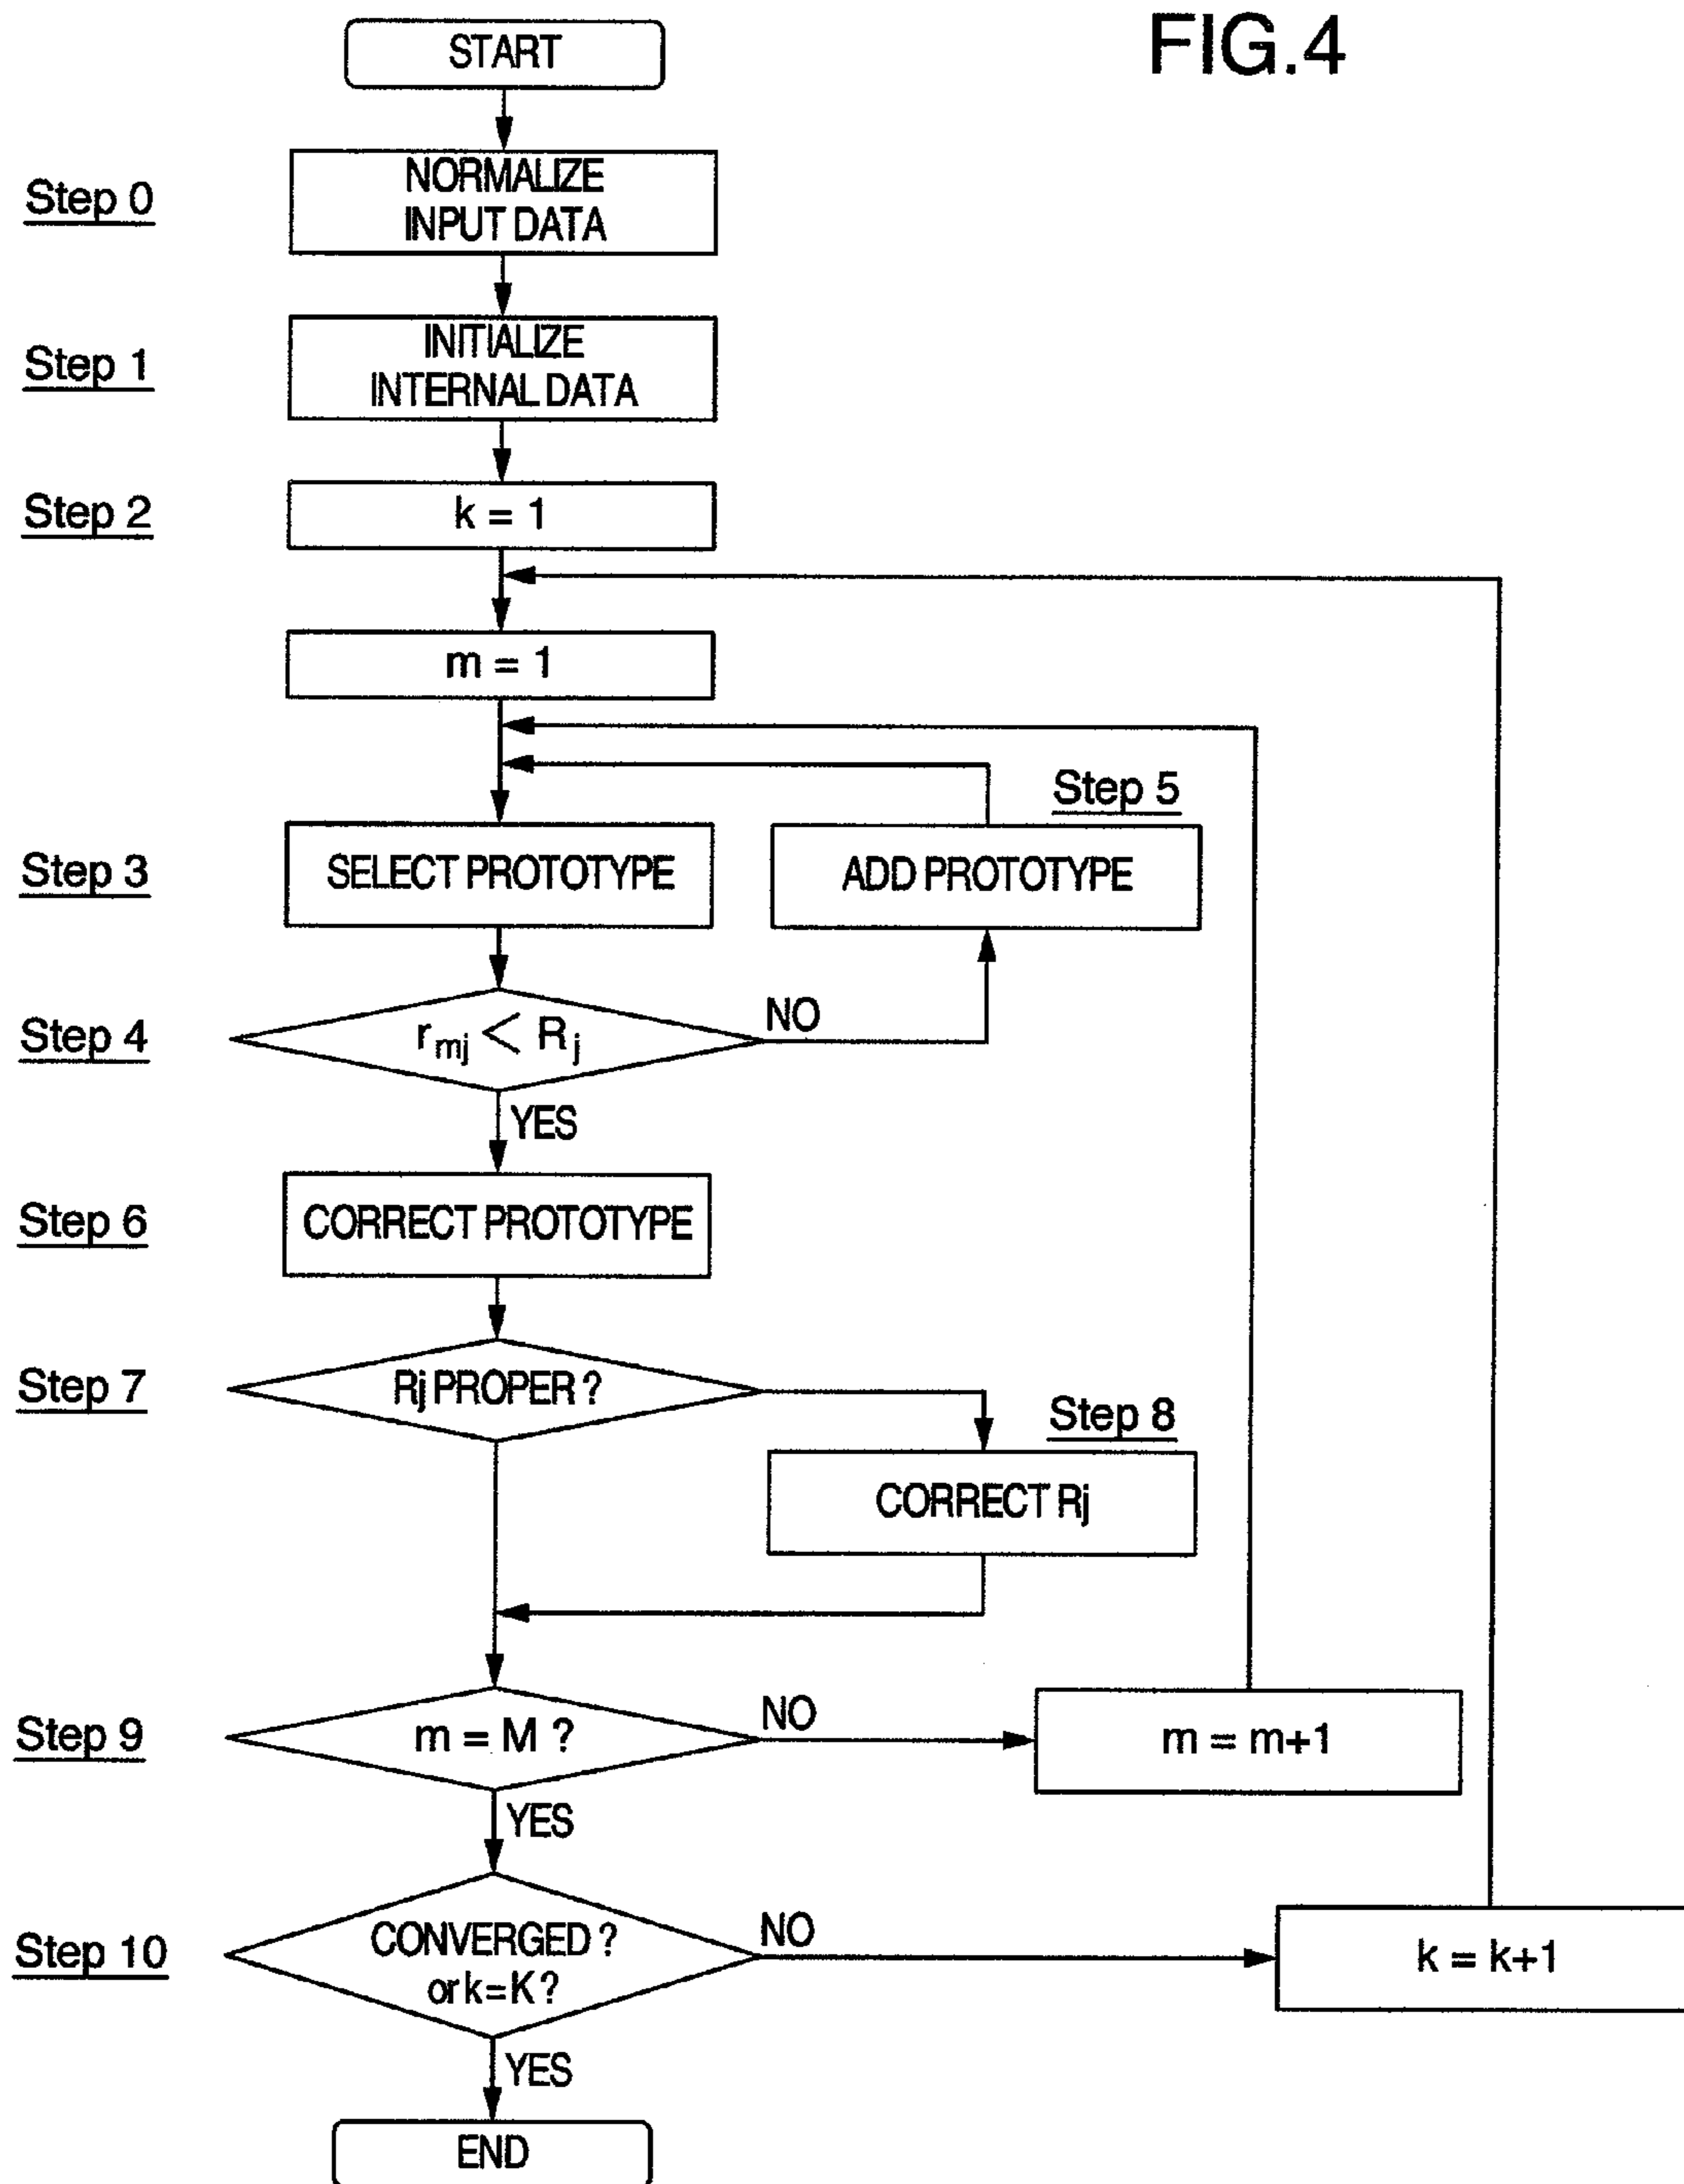 FIG.4
START
Step 0
NORMALIZE
INPUT DATA
Step 1
INITIALIZE
INTERNAL DATA
Step 2
k = 1
m = 1
Step 5
Step 3
SELECT PROTOTYPE
ADD PROTOTYPE
Step 4
r_mj < R_j
NO
YES
Step 6
CORRECT PROTOTYPE
Step 7
Rj PROPER ?
Step 8
CORRECT Rj
Step 9
m = M ?
NO
m = m+1
YES
Step 10
CONVERGED ?
or k=K ?
NO
k = k+1
YES
END